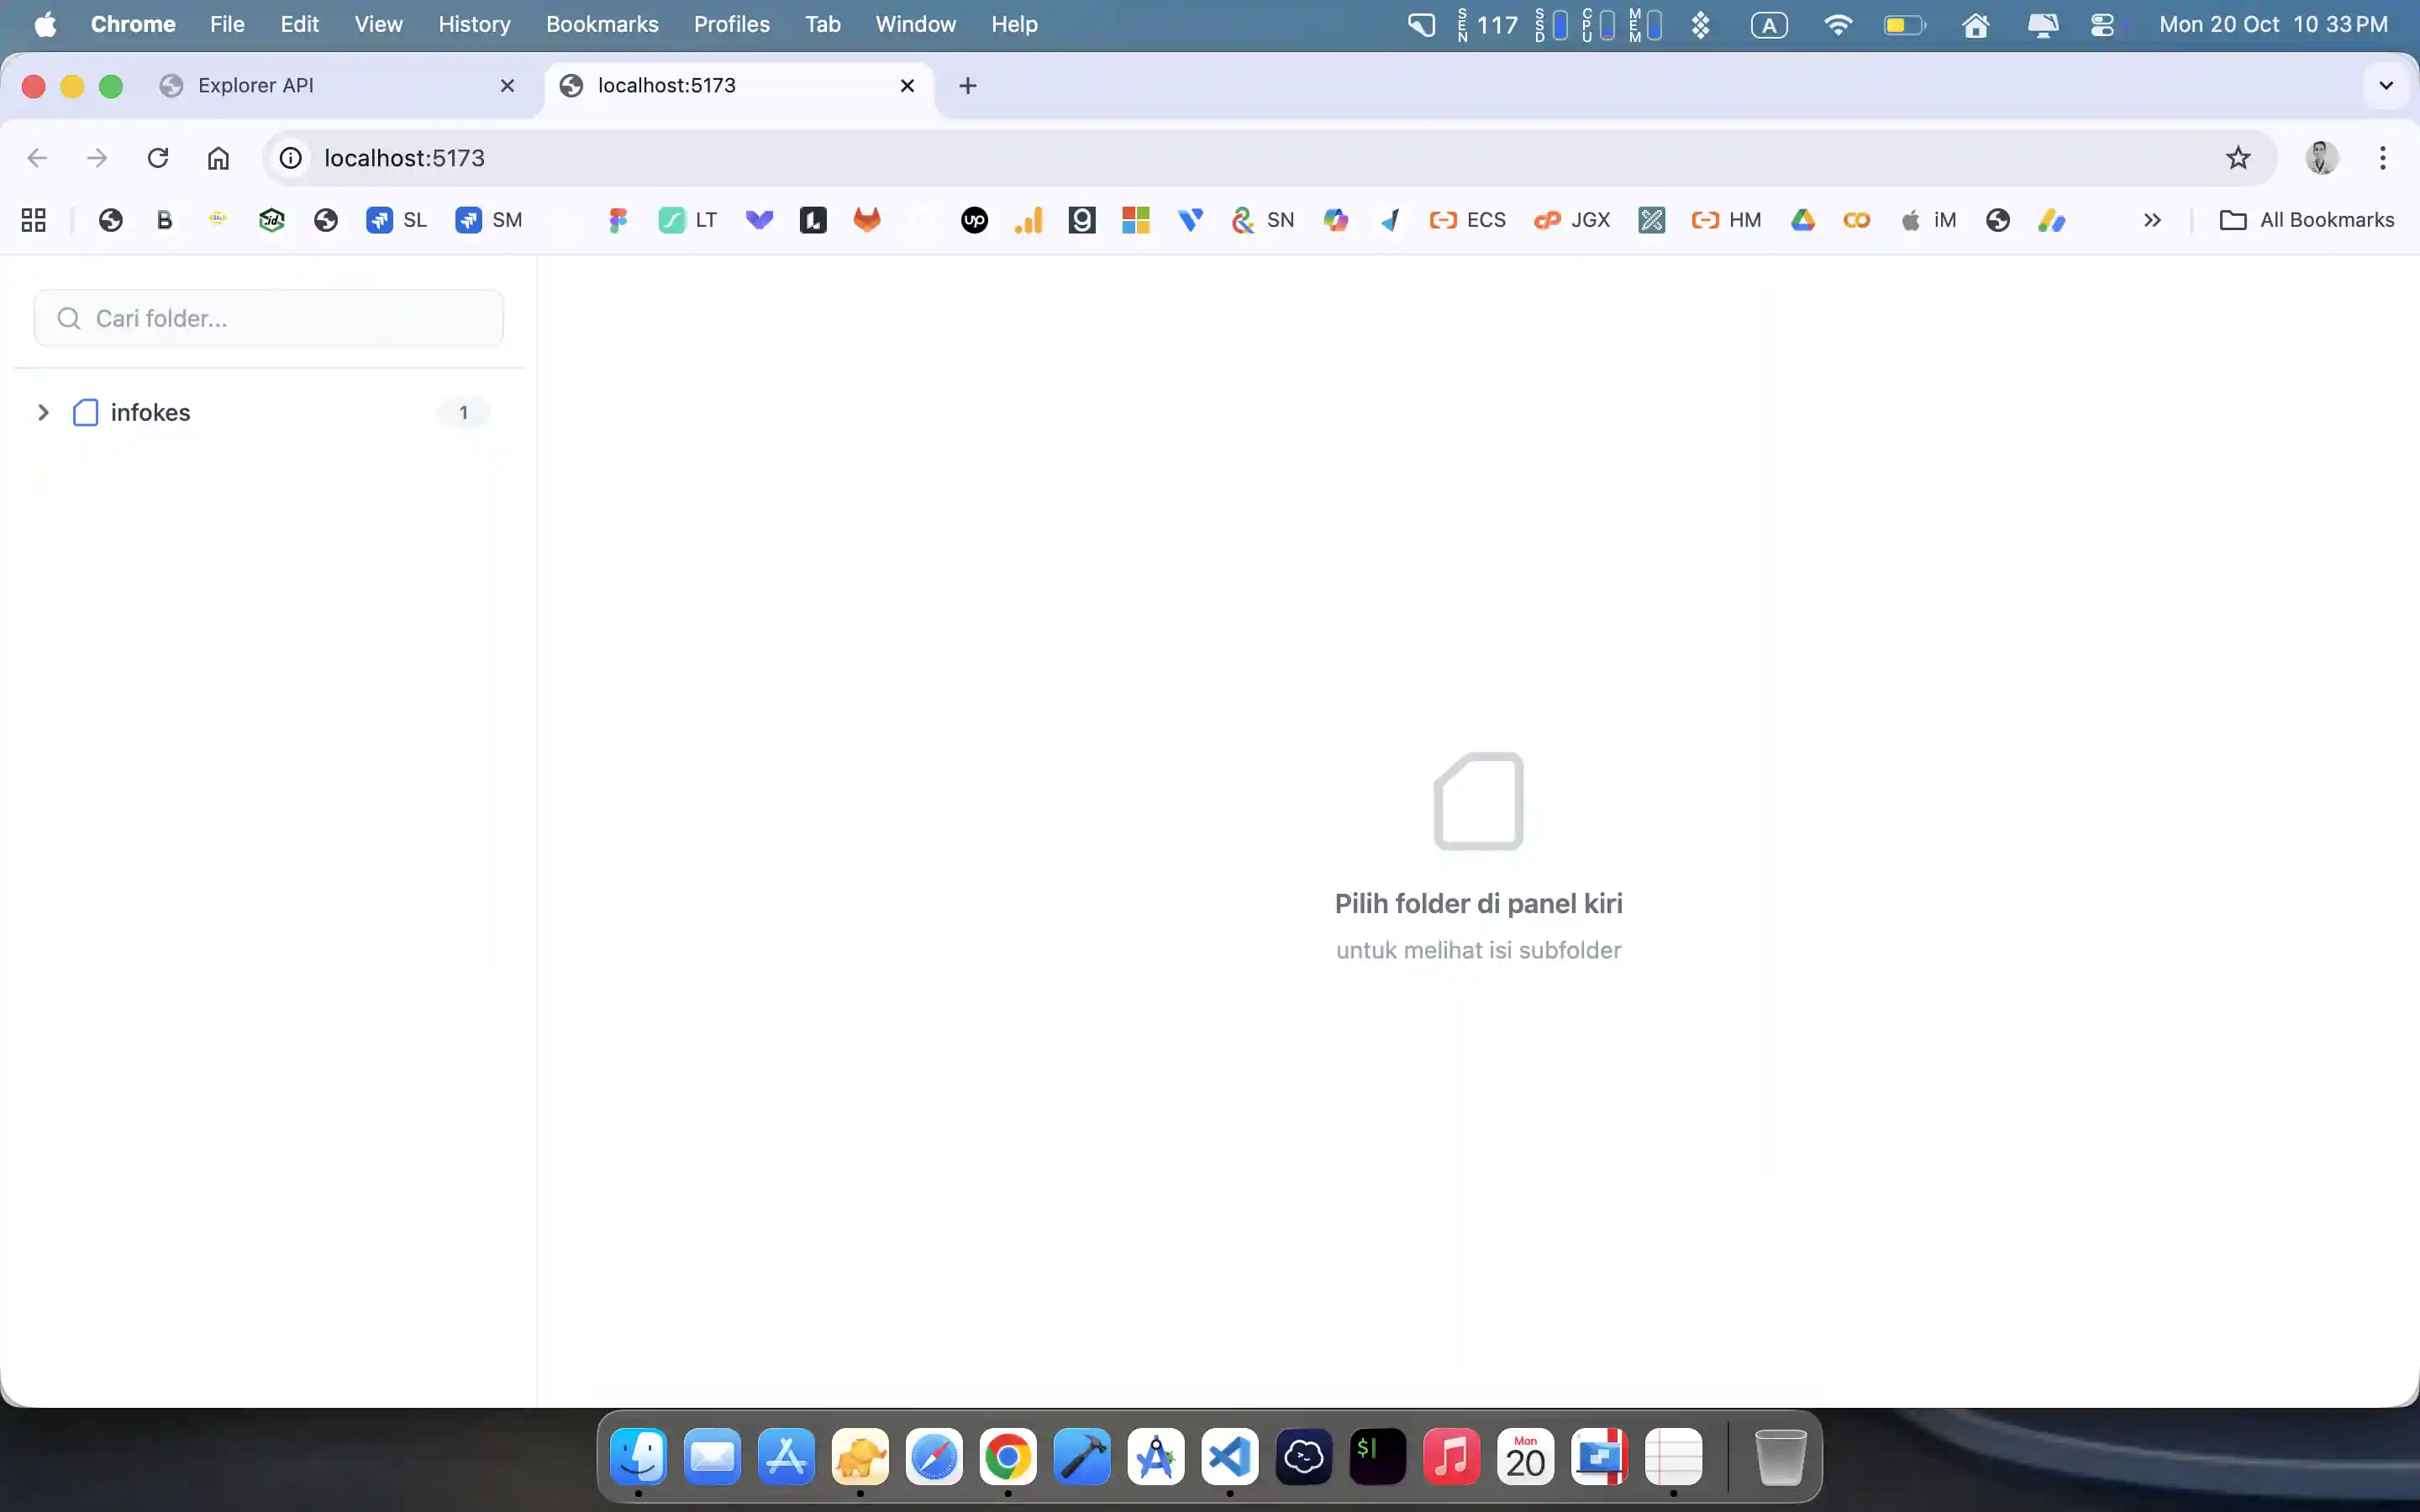 Chrome File Edit View History Bookmarks Profiles Tab Window Help SEN 117 SSD CPU MEM A Mon 20 Oct 10 33 PM
Explorer API localhost:5173
localhost:5173
B .id SL SM LT L up g SN ECS JGX HM iM All Bookmarks
Cari folder...
infokes 1
Pilih folder di panel kiri
untuk melihat isi subfolder
$
Mon
20